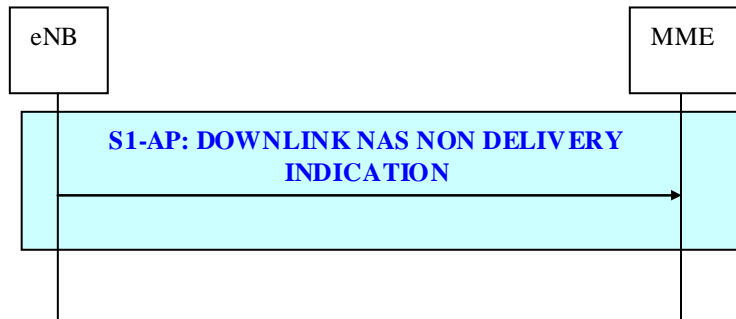 eNB
MME
S1-AP: DOWNLINK NAS NON DELIVERY
INDICATION